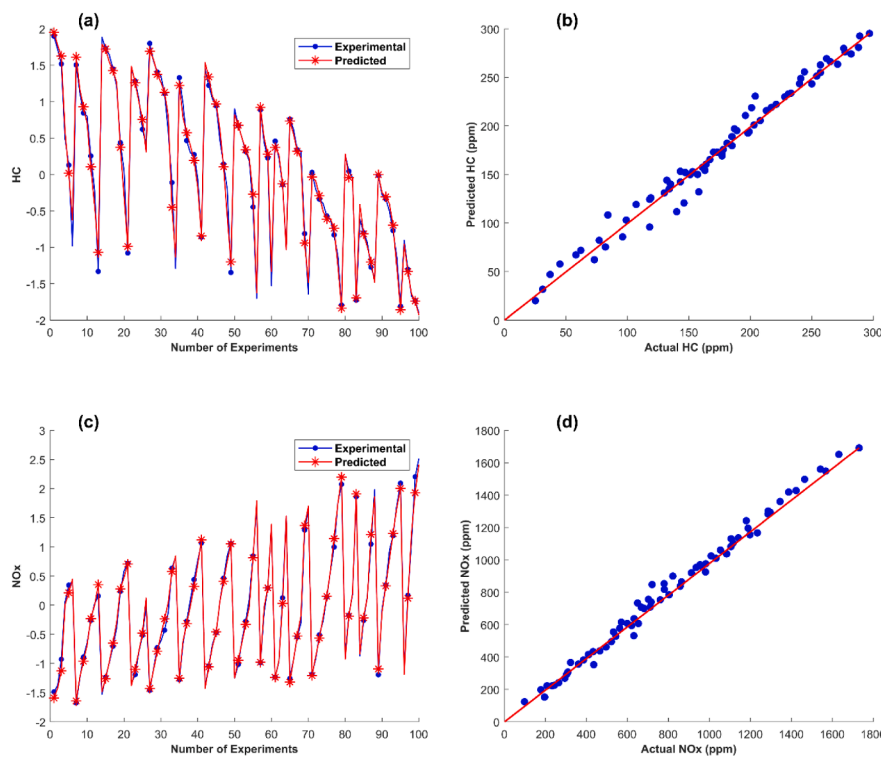 (a)
2
1.5
1
0.5
0
-0.5
-1
-1.5
-2
HC
Experimental
Predicted
0 10 20 30 40 50 60 70 80 90 100
Number of Experiments
(b)
300
250
200
150
100
50
0
Predicted HC (ppm)
0 50 100 150 200 250 300
Actual HC (ppm)
(c)
3
2.5
2
1.5
1
0.5
0
-0.5
-1
-1.5
-2
NOx
Experimental
Predicted
0 10 20 30 40 50 60 70 80 90 100
Number of Experiments
(d)
1800
1600
1400
1200
1000
800
600
400
200
0
Predicted NOx (ppm)
200 400 600 800 1000 1200 1400 1600 
Actual NOx (ppm)